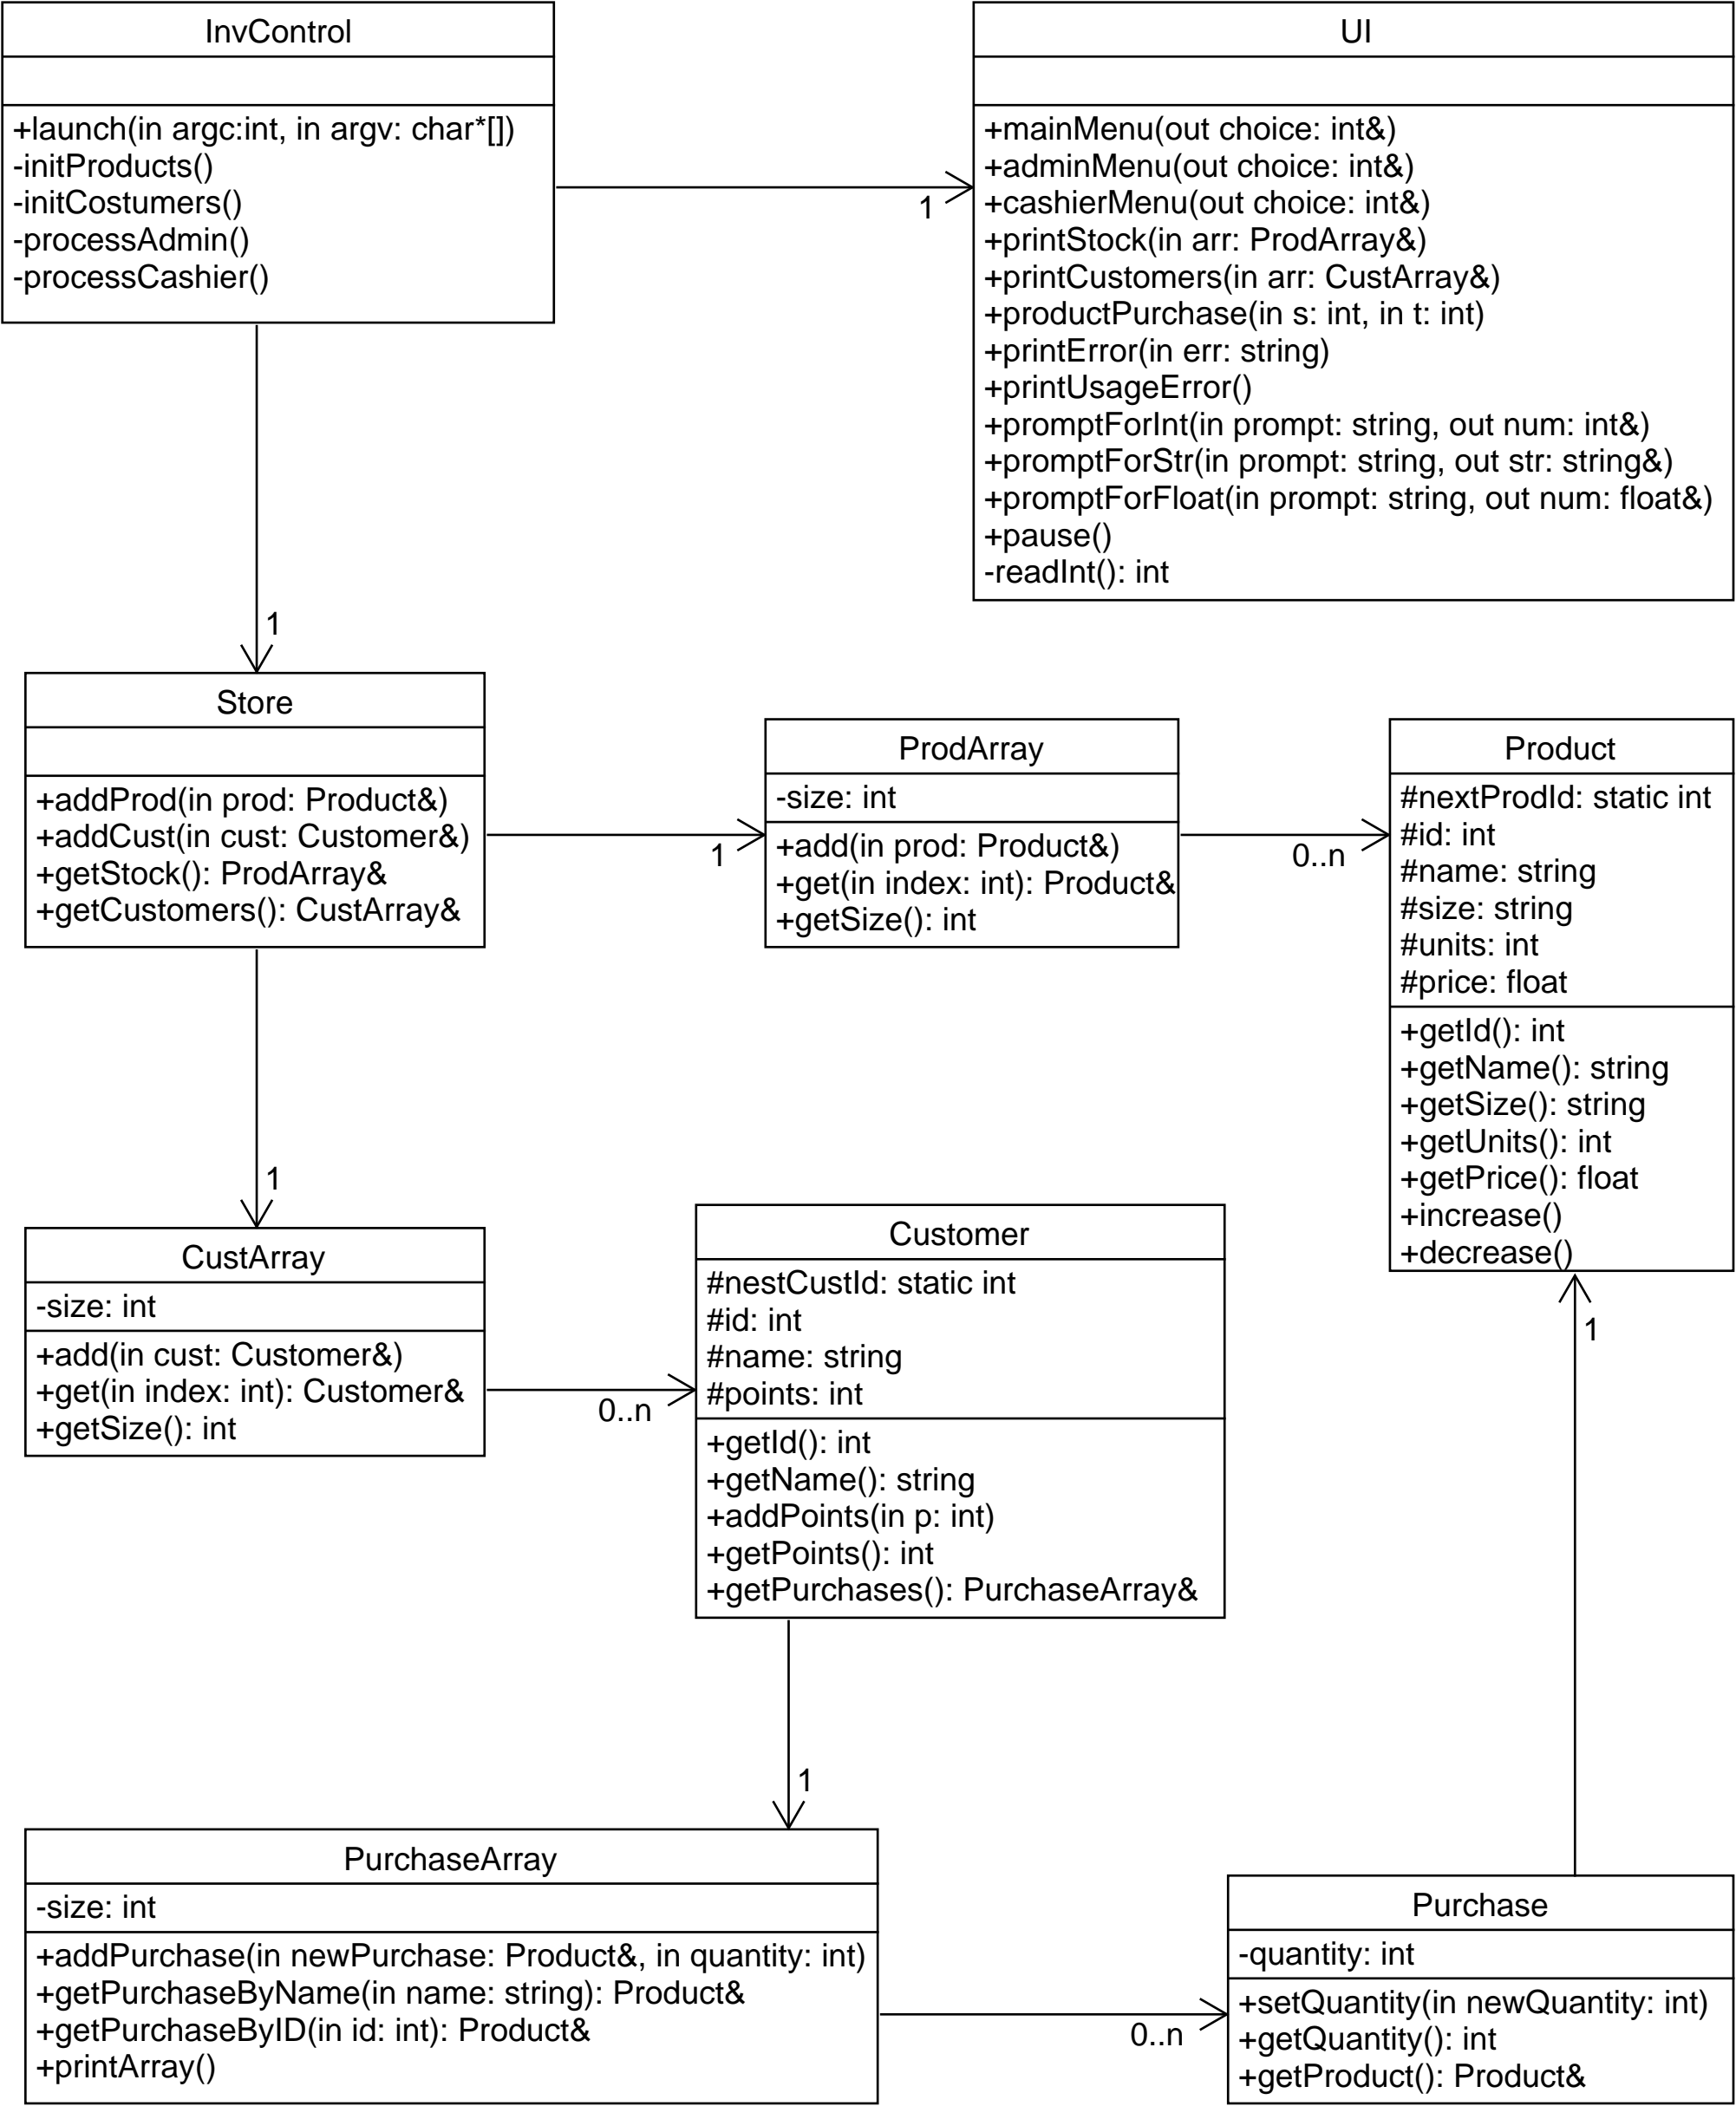 InvControl
+launch(in argc:int, in argv: char*[])
-initProducts()
-initCostumers()
-processAdmin()
-processCashier()
1
UI
+mainMenu(out choice: int&)
+adminMenu(out choice: int&)
+cashierMenu(out choice: int&)
+printStock(in arr: ProdArray&)
+printCustomers(in arr: CustArray&)
+productPurchase(in s: int, in t: int)
+printError(in err: string)
+printUsageError()
+promptForInt(in prompt: string, out num: int&)
+promptForStr(in prompt: string, out str: string&)
+promptForFloat(in prompt: string, out num: float&)
+pause()
-readInt(): int
1
Store
+addProd(in prod: Product&)
+addCust(in cust: Customer&)
+getStock(): ProdArray&
+getCustomers(): CustArray&
1
ProdArray
-size: int
+add(in prod: Product&)
+get(in index: int): Product&
+getSize(): int
0..n
Product
#nextProdId: static int
#id: int
#name: string
#size: string
#units: int
#price: float
+getId(): int
+getName(): string
+getSize(): string
+getUnits(): int
+getPrice(): float
+increase()
+decrease()
1
1
CustArray
-size: int
+add(in cust: Customer&)
+get(in index: int): Customer&
+getSize(): int
0..n
Customer
#nestCustId: static int
#id: int
#name: string
#points: int
+getId(): int
+getName(): string
+addPoints(in p: int)
+getPoints(): int
+getPurchases(): PurchaseArray&
1
PurchaseArray
-size: int
+addPurchase(in newPurchase: Product&, in quantity: int)
+getPurchaseByName(in name: string): Product&
+getPurchaseByID(in id: int): Product&
+printArray()
0..n
Purchase
-quantity: int
+setQuantity(in newQuantity: int)
+getQuantity(): int
+getProduct(): Product&